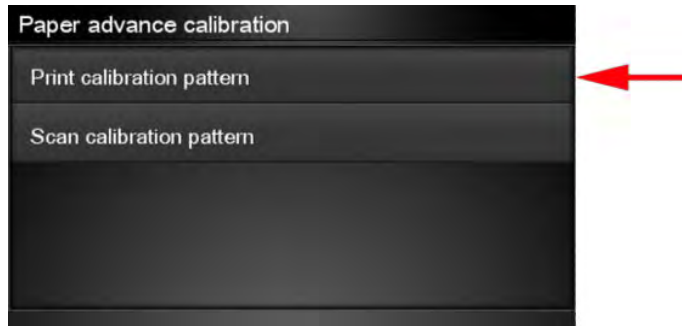 Paper advance calibration
Print calibration pattern
Scan calibration pattern